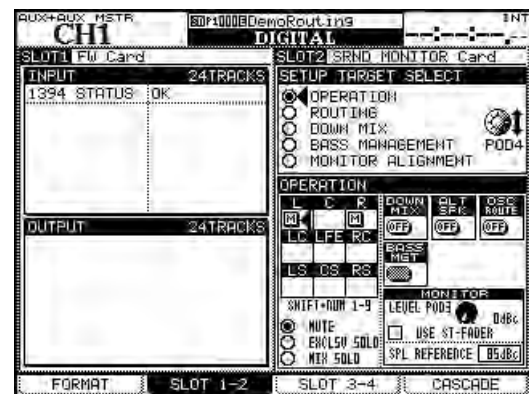 AUX+AUX MSTR
CH1
DemoRouting
DIGITAL
INT
--:--:--,--
SLOT1 FW Card
SLOT2 SRND MONITOR Card
INPUT 24TRACKS
1394 STATUS OK
SETUP TARGET SELECT
OPERATION
ROUTING
DOWN MIX
BASS MANAGEMENT POD4
MONITOR ALIGNMENT
OUTPUT 24TRACKS
OPERATION
L C R
M M
LC LFE RC
LS CS RS
DOWN MIX
ALT SPK
OSC ROUTE
OFF OFF OFF
BASS MGT
SHIFT+NUM 1-9
MUTE
EXCLSV SOLO
MIX SOLO
MONITOR
LEVEL POD3
0dBc
USE ST-FADER
SPL REFERENCE 85dBc
FORMAT SLOT 1-2 SLOT 3-4 CASCADE